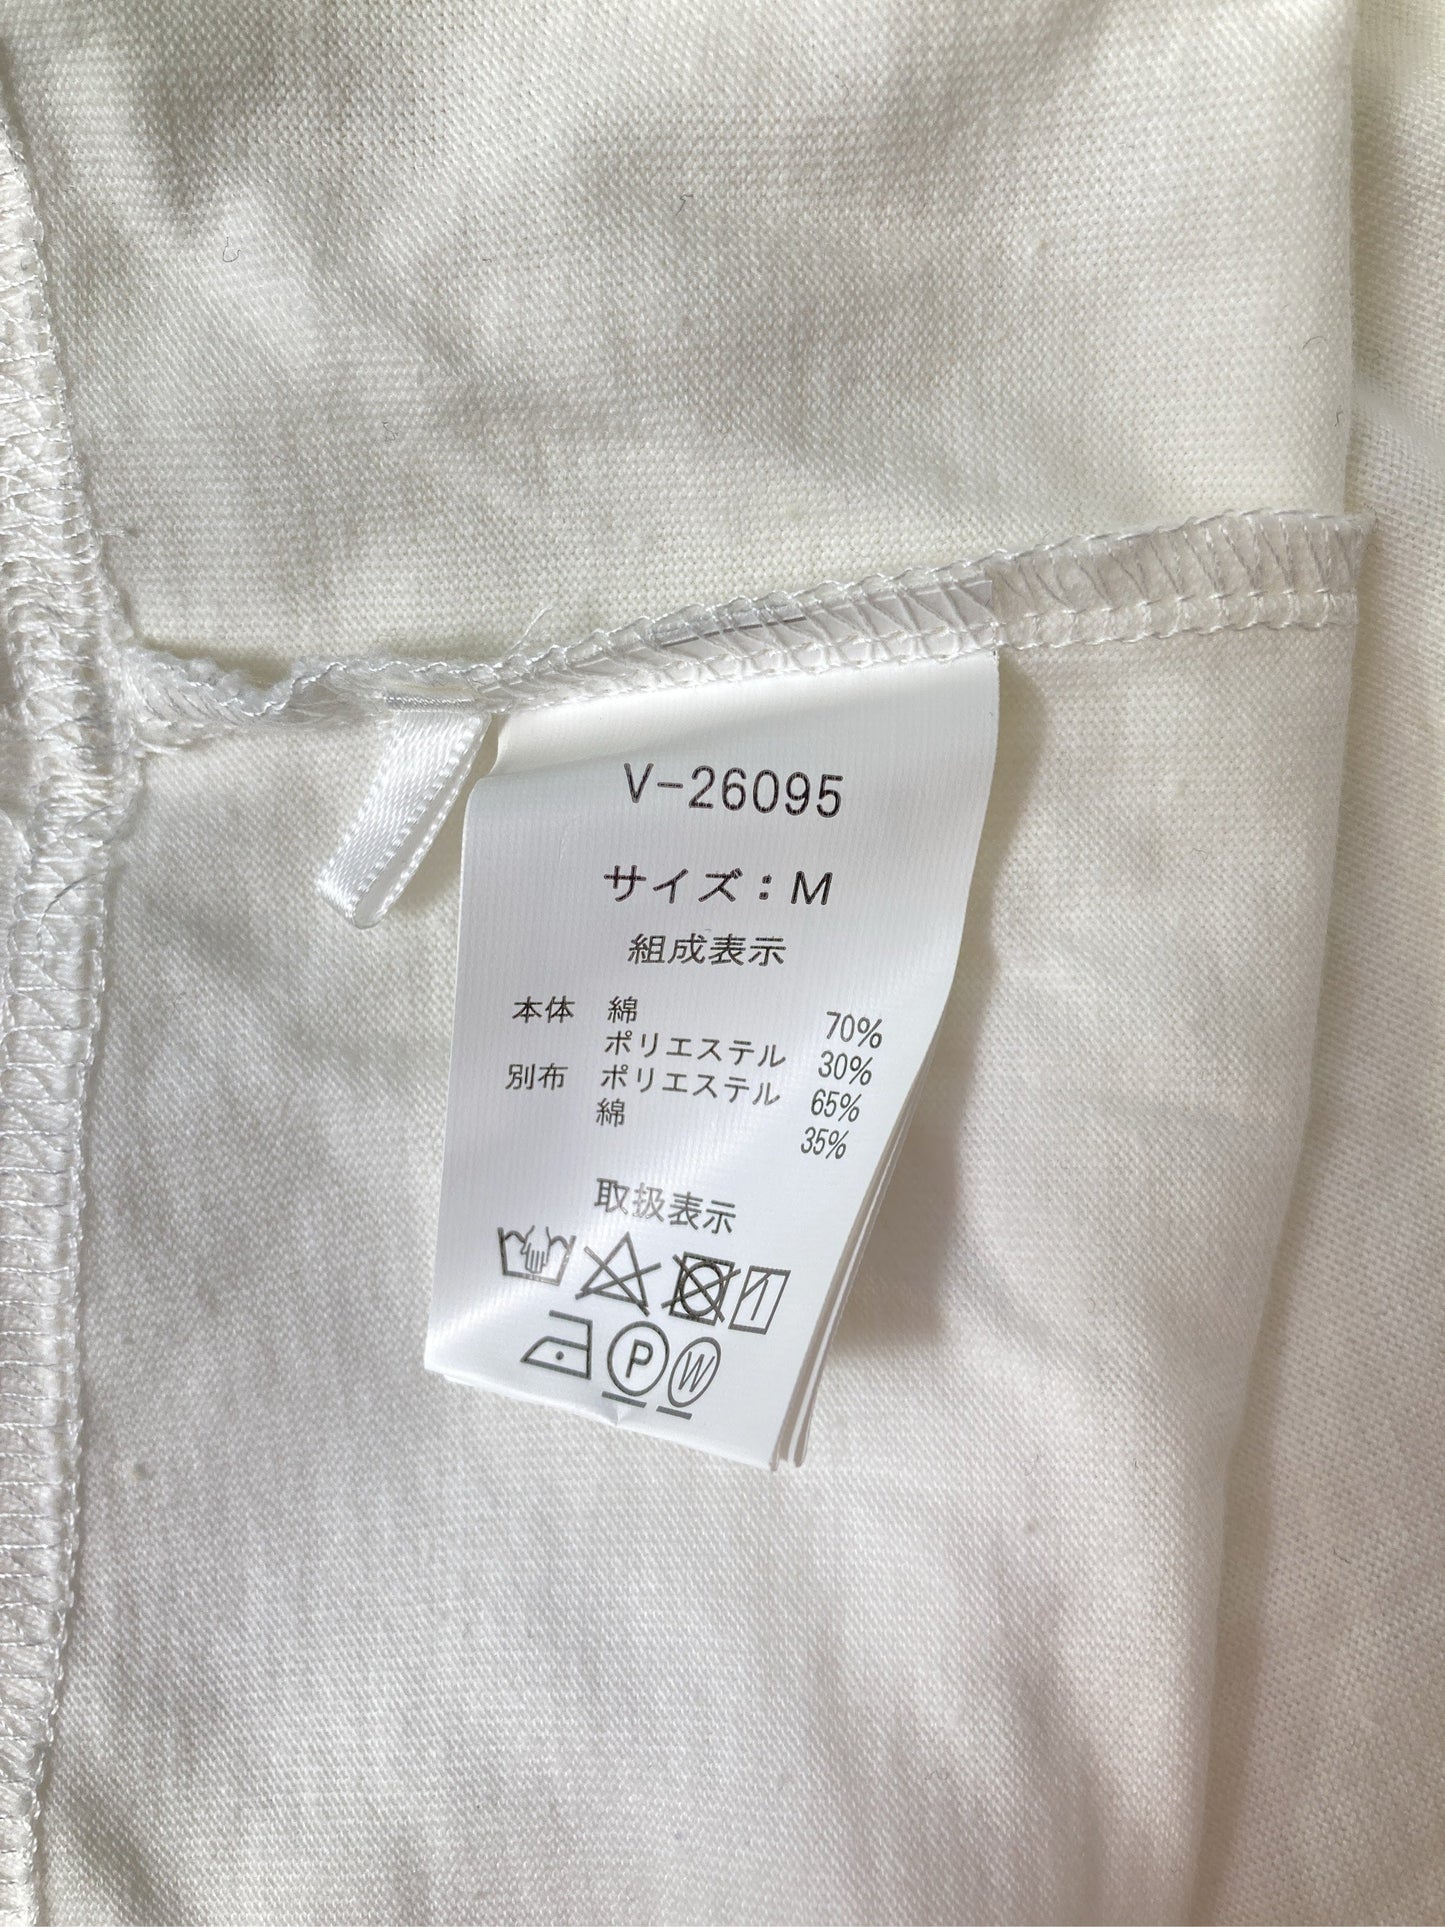 V-26095
サイズ：M
組成表示
本体 綿 70%
ポリエステル 30%
別布 ポリエステル 65%
綿 35%
取扱表示
P W